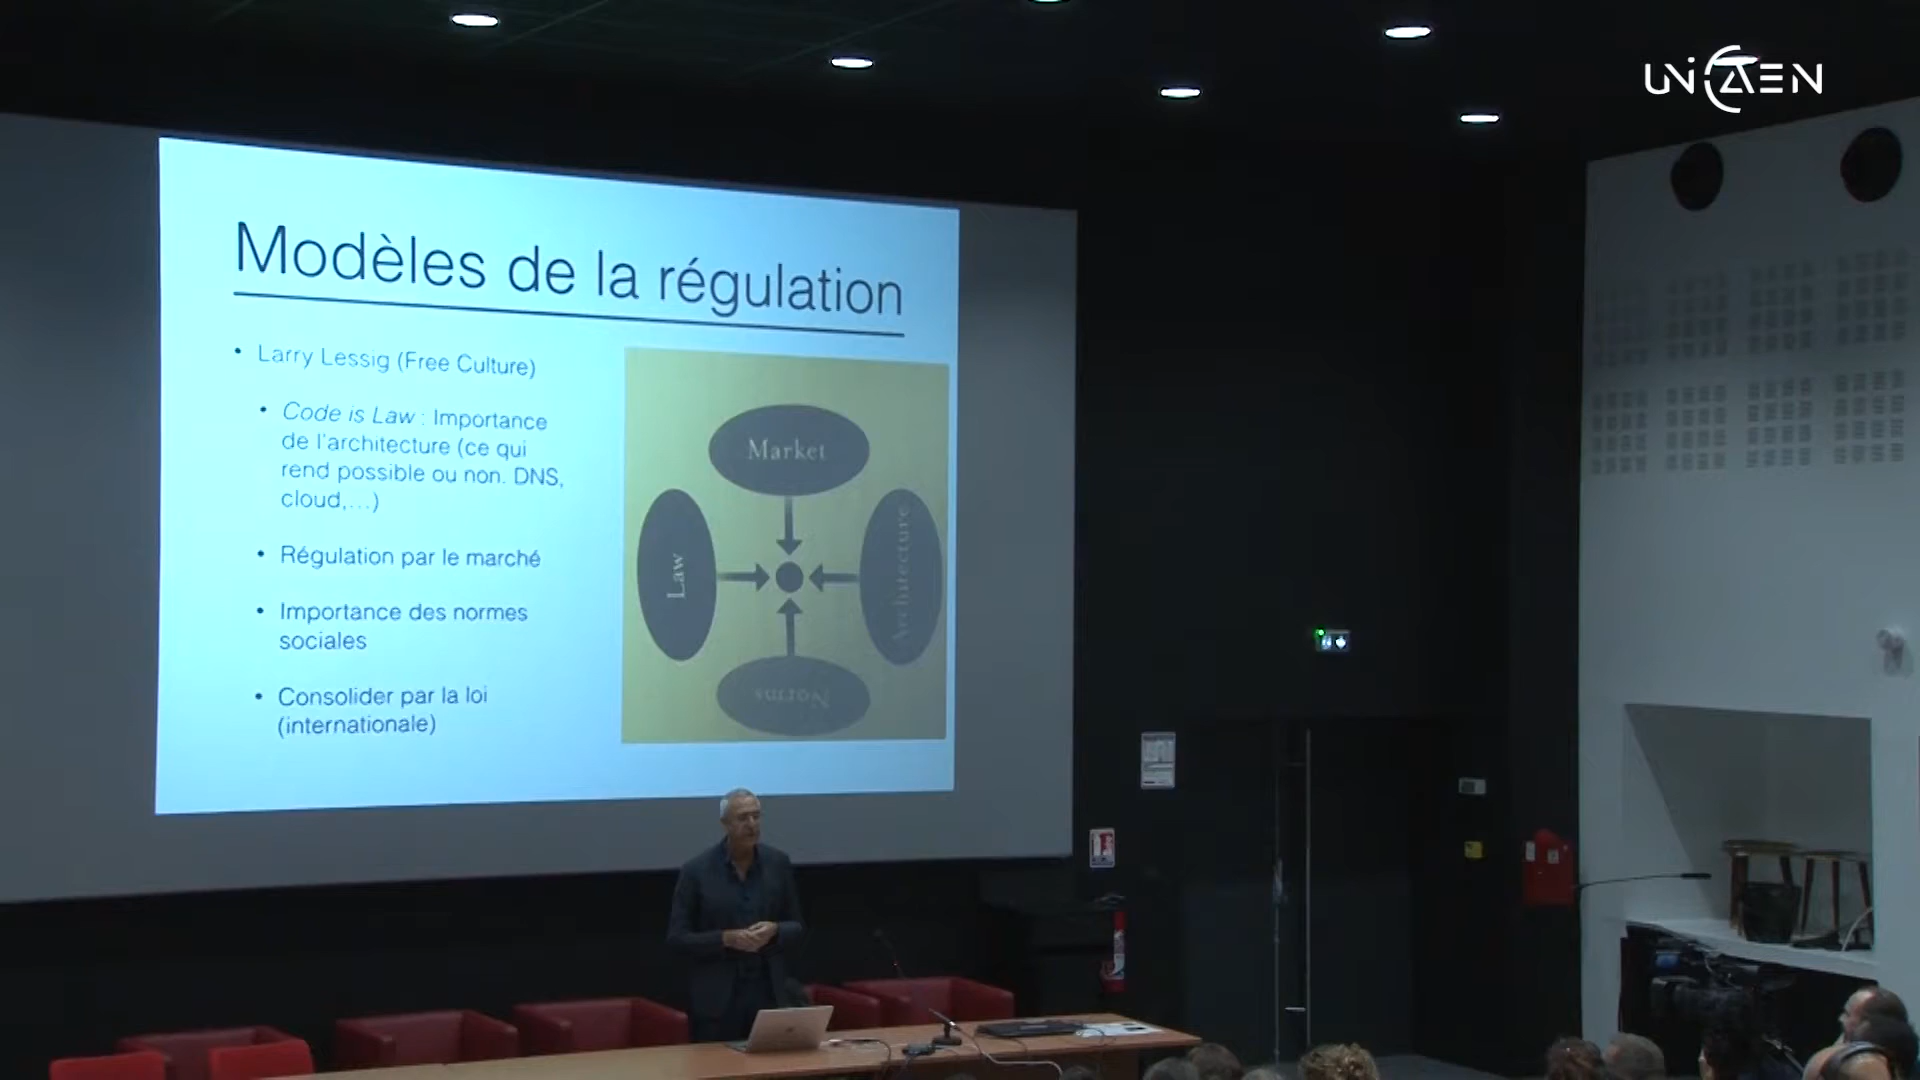 UNICAEN
Modèles de la régulation
• Larry Lessig (Free Culture)
• Code is Law : Importance
de l'architecture (ce qui
rend possible ou non. DNS,
cloud,...)
• Régulation par le marché
• Importance des normes
sociales
• Consolider par la loi
(internationale)
Market
Law
Architecture
Norms